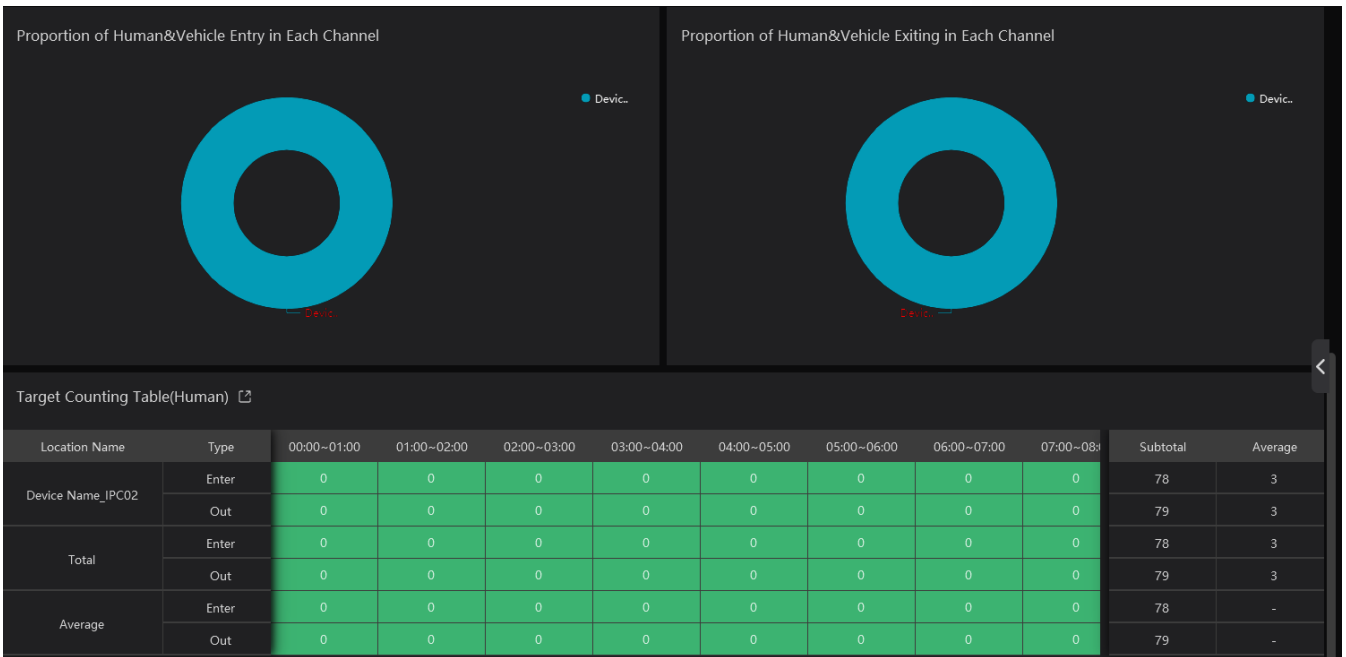 Proportion of Human&Vehicle Entry in Each Channel
Devic..
Devic..
Proportion of Human&Vehicle Exiting in Each Channel
Devic..
Devic..
Target Counting Table(Human)
Location Name Type 00:00~01:00 01:00~02:00 02:00~03:00 03:00~04:00 04:00~05:00 05:00~06:00 06:00~07:00 07:00~08:0 Subtotal Average
Device Name_IPC02 Enter 0 0 0 0 0 0 0 0 78 3
Out 0 0 0 0 0 0 0 0 79 3
Total Enter 0 0 0 0 0 0 0 0 78 3
Out 0 0 0 0 0 0 0 0 79 3
Average Enter 0 0 0 0 0 0 0 0 78 -
Out 0 0 0 0 0 0 0 0 79 -